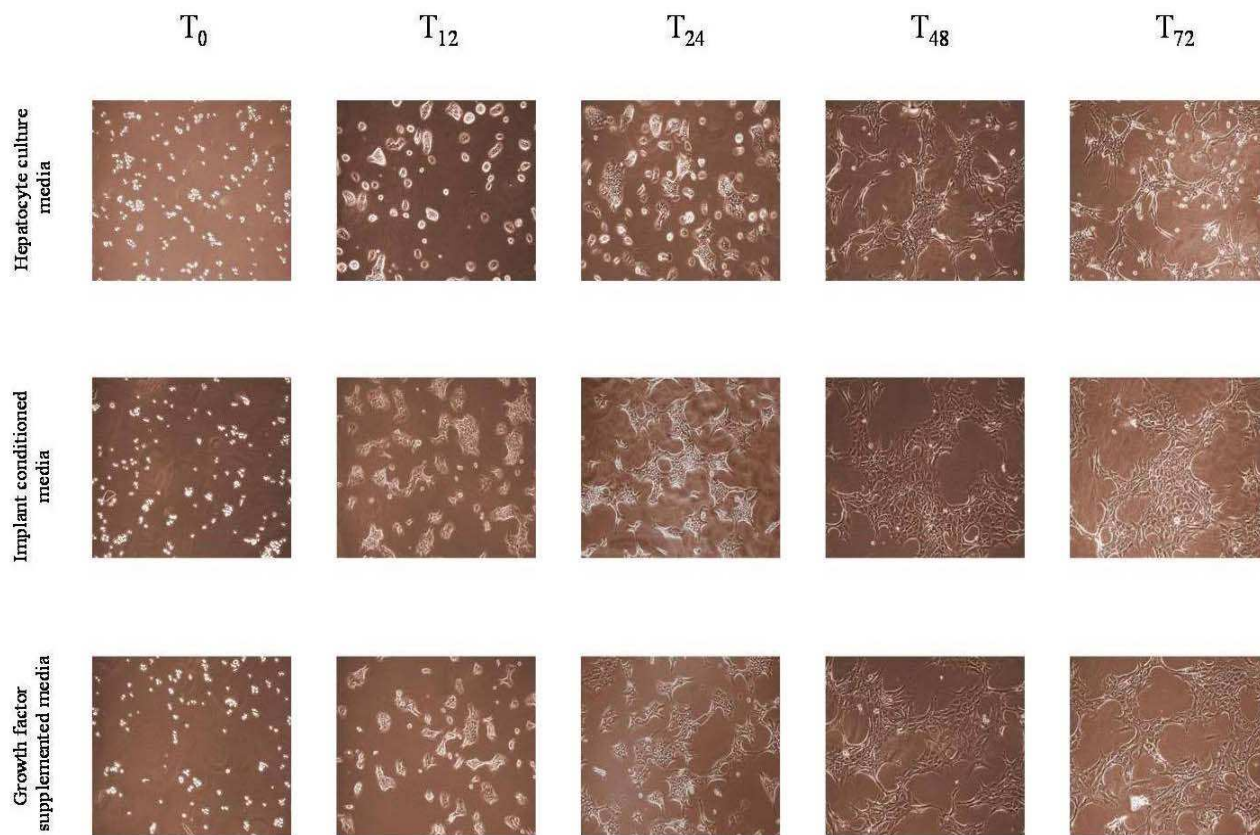 T₀ T₁₂ T₂₄ T₄₈ T₇₂
Hepatocyte culture
media
Implant conditioned
media
Growth factor
supplemented media